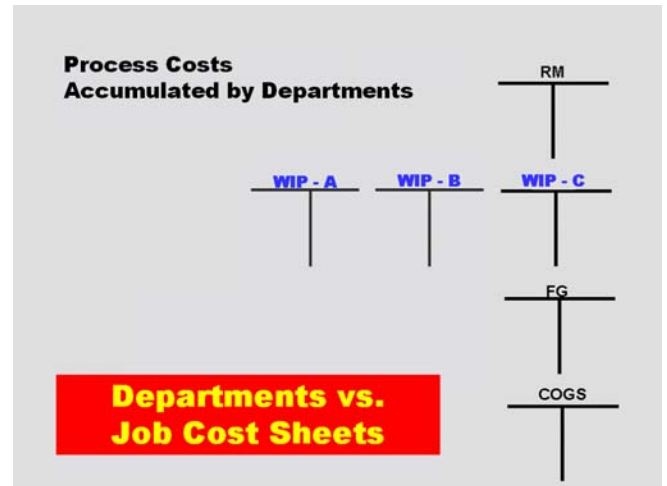 Process Costs
Accumulated by Departments
RM
WIP - A
WIP - B
WIP - C
FG
COGS
Departments vs.
Job Cost Sheets